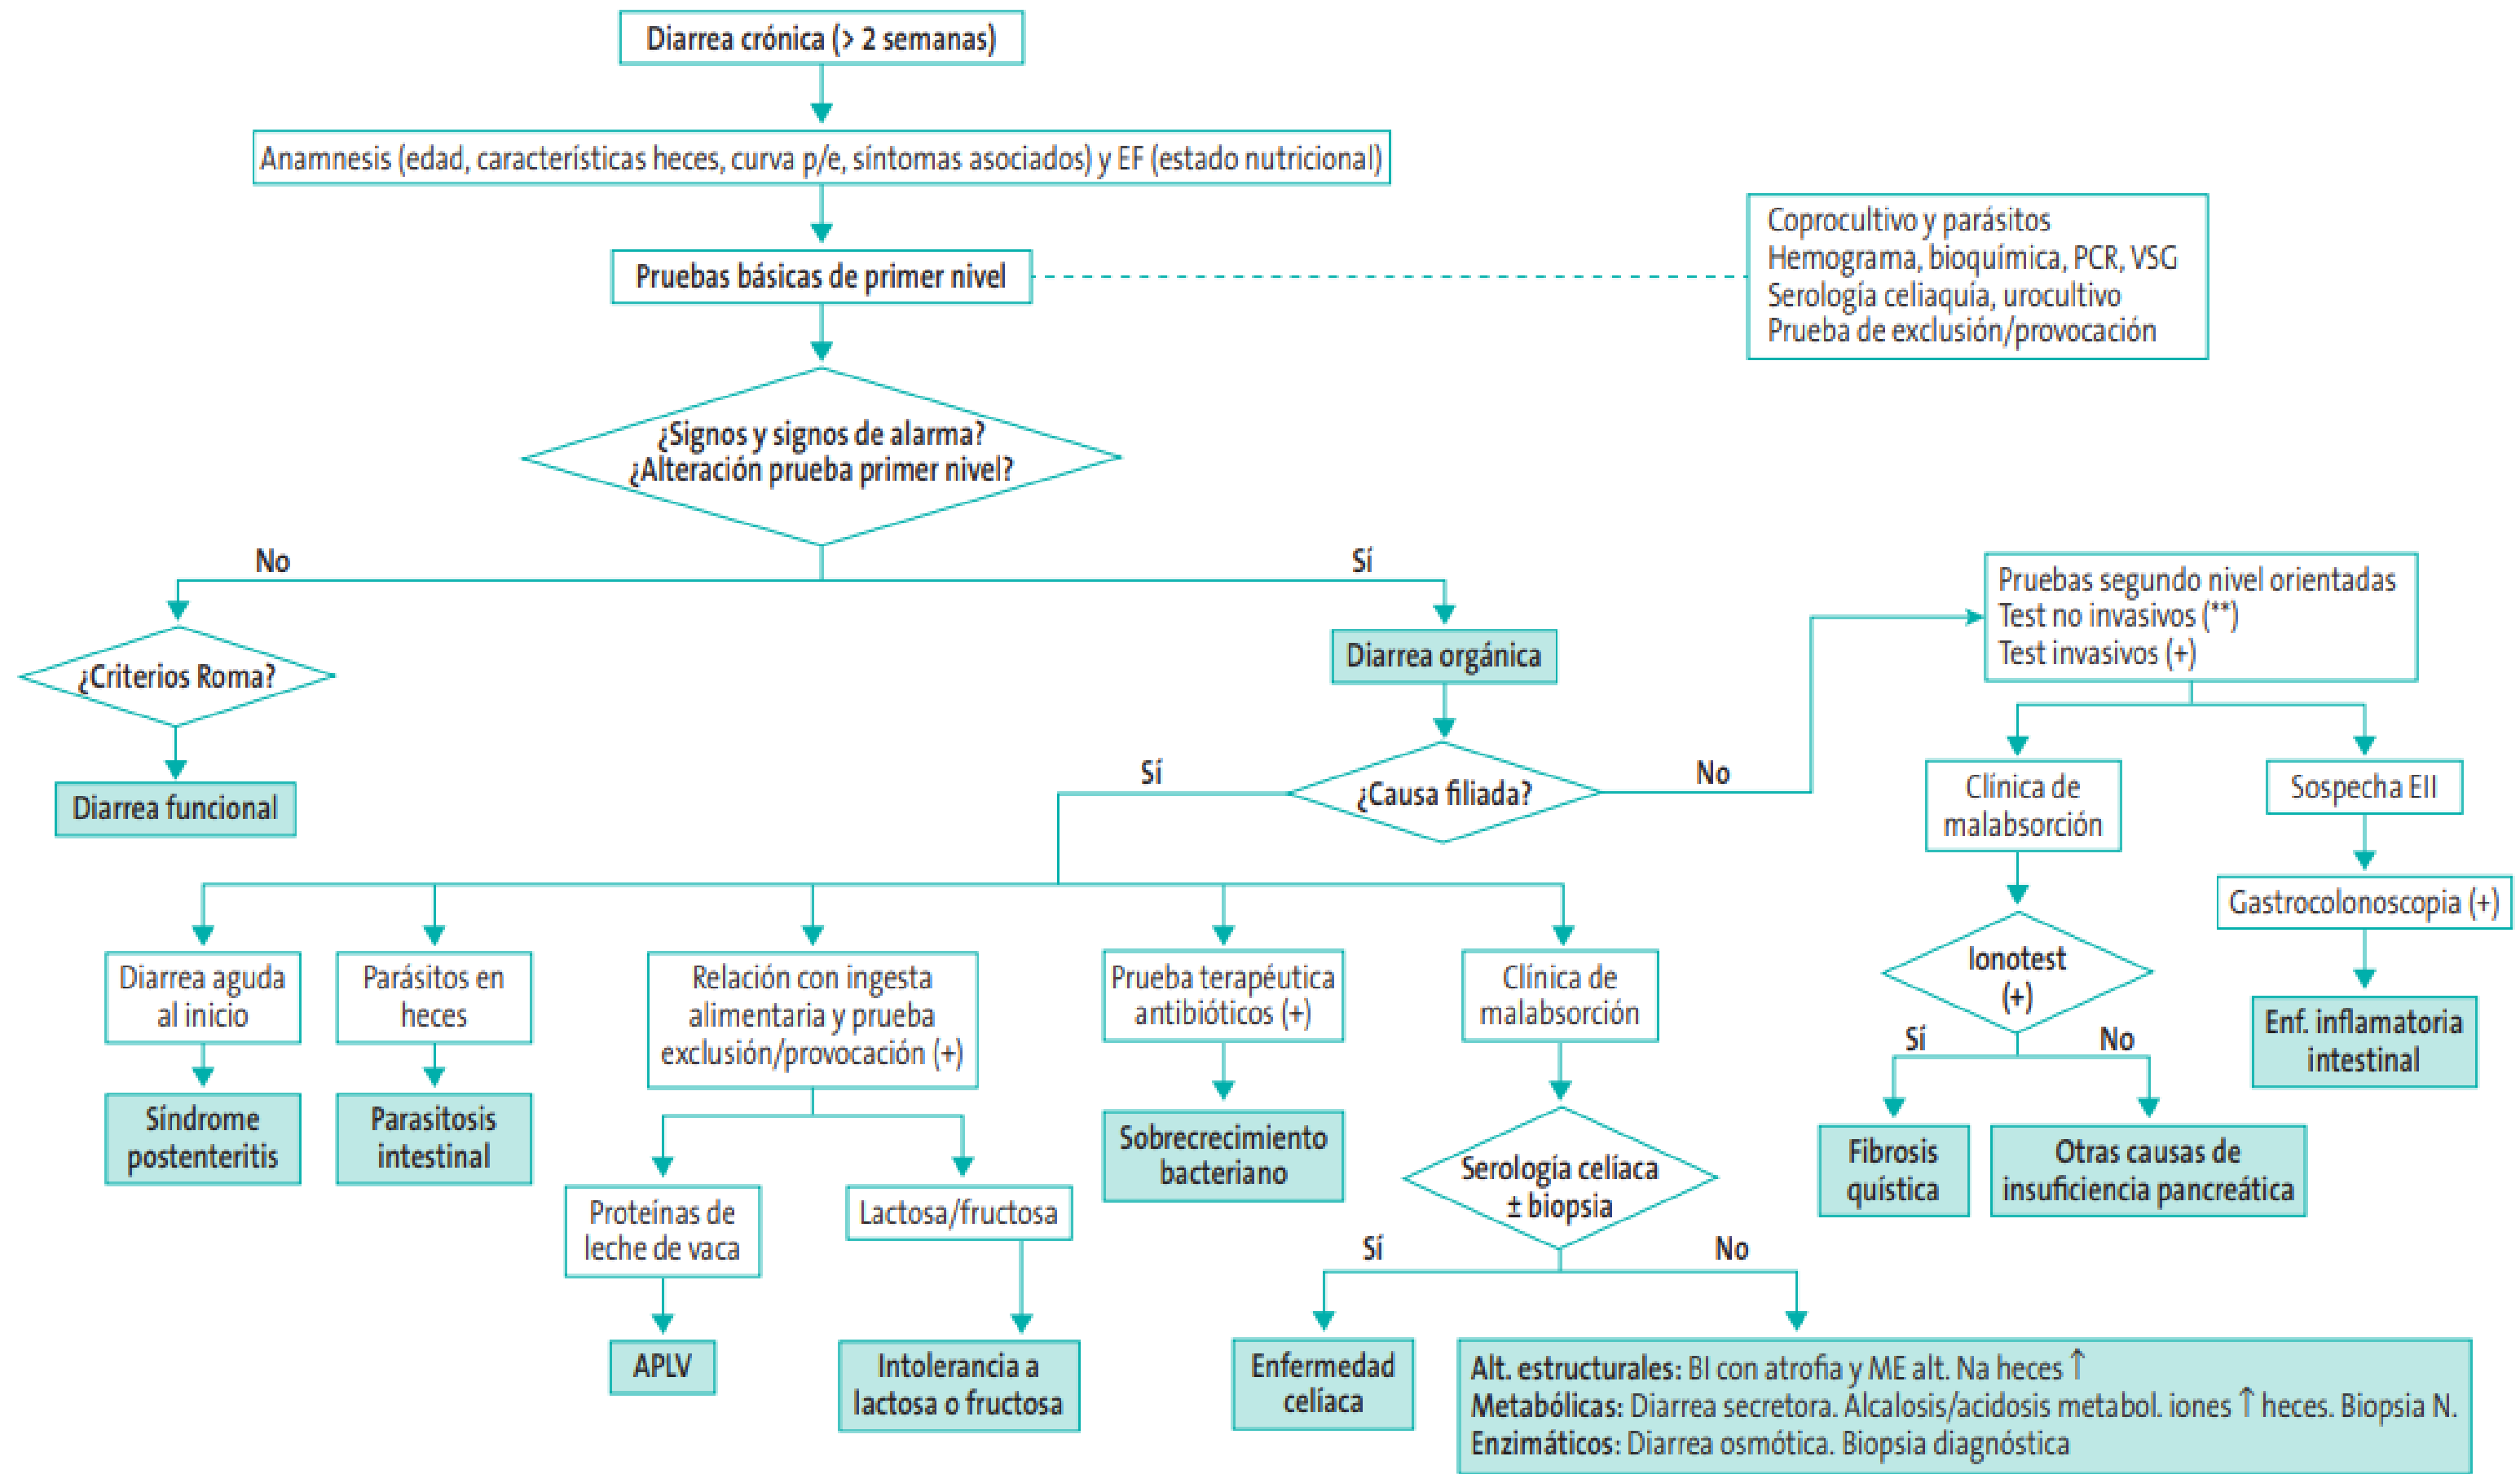 Diarrea crónica (> 2 semanas)
Anamnesis (edad, características heces, curva p/e, síntomas asociados) y EF (estado nutricional)
Pruebas básicas de primer nivel
Coprocultivo y parásitos
Hemograma, bioquímica, PCR, VSG
Serología celiaquía, urocultivo
Prueba de exclusión/provocación
¿Signos y signos de alarma?
¿Alteración prueba primer nivel?
No
Sí
¿Criterios Roma?
Diarrea funcional
Diarrea orgánica
¿Causa filiada?
Sí
No
Pruebas segundo nivel orientadas
Test no invasivos (**)
Test invasivos (+)
Clínica de
malabsorción
Sospecha EII
Gastrocolonoscopia (+)
Ionotest
(+)
Sí
No
Enf. inflamatoria
intestinal
Fibrosis
quística
Otras causas de
insuficiencia pancreática
Diarrea aguda
al inicio
Síndrome
postenteritis
Parásitos en
heces
Parasitosis
intestinal
Relación con ingesta
alimentaria y prueba
exclusión/provocación (+)
Proteínas de
leche de vaca
APLV
Lactosa/fructosa
Intolerancia a
lactosa o fructosa
Prueba terapéutica
antibióticos (+)
Sobrecrecimiento
bacteriano
Clínica de
malabsorción
Serología celíaca
± biopsia
Sí
No
Enfermedad
celíaca
Alt. estructurales: BI con atrofia y ME alt. Na heces ↑
Metabólicas: Diarrea secretora. Alcalosis/acidosis metabol. iones ↑ heces. Biopsia N.
Enzimáticos: Diarrea osmótica. Biopsia diagnóstica